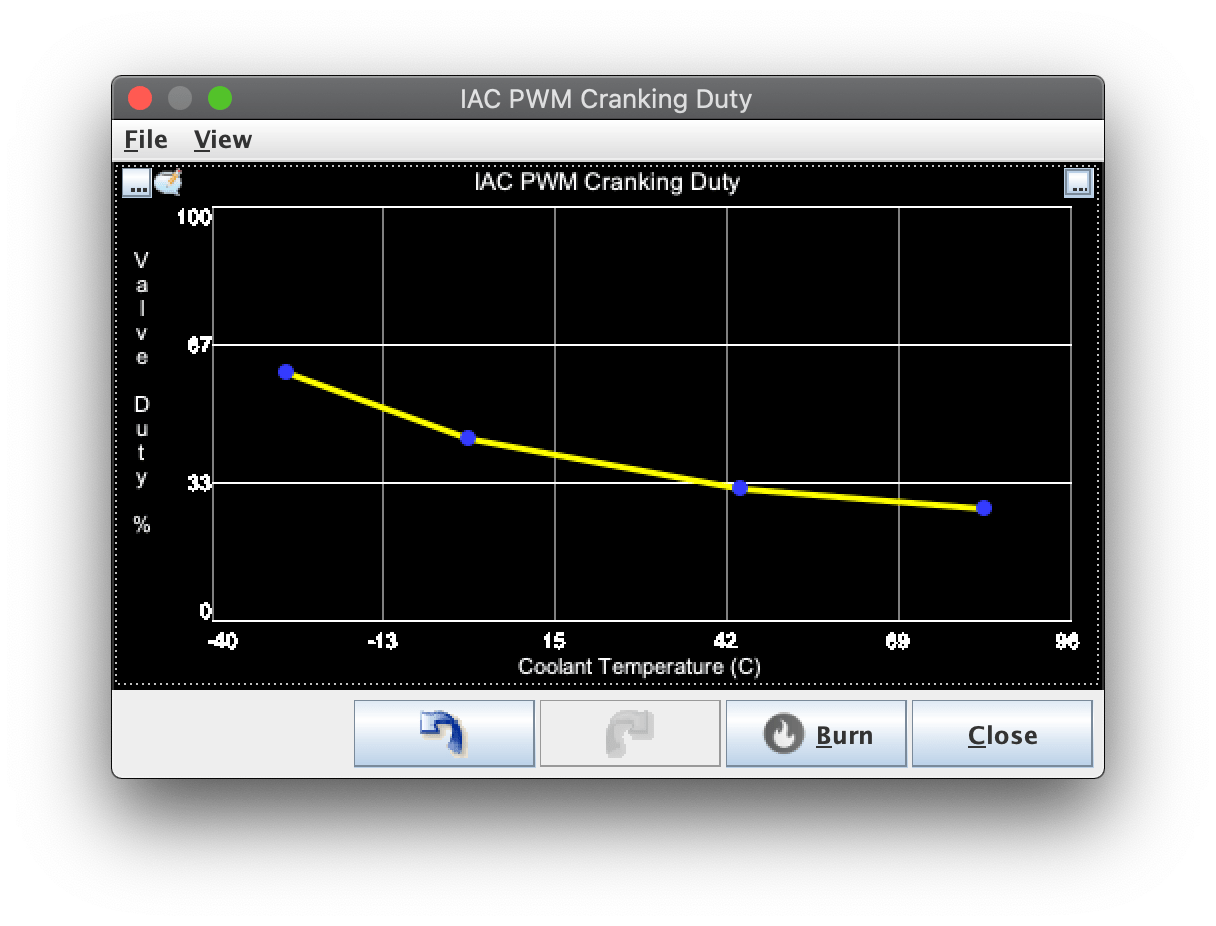 IAC PWM Cranking Duty
File View
... ...
IAC PWM Cranking Duty
100
67
33
0
Valve Duty %
-40 -13 15 42 69 96
Coolant Temperature (C)
Burn Close